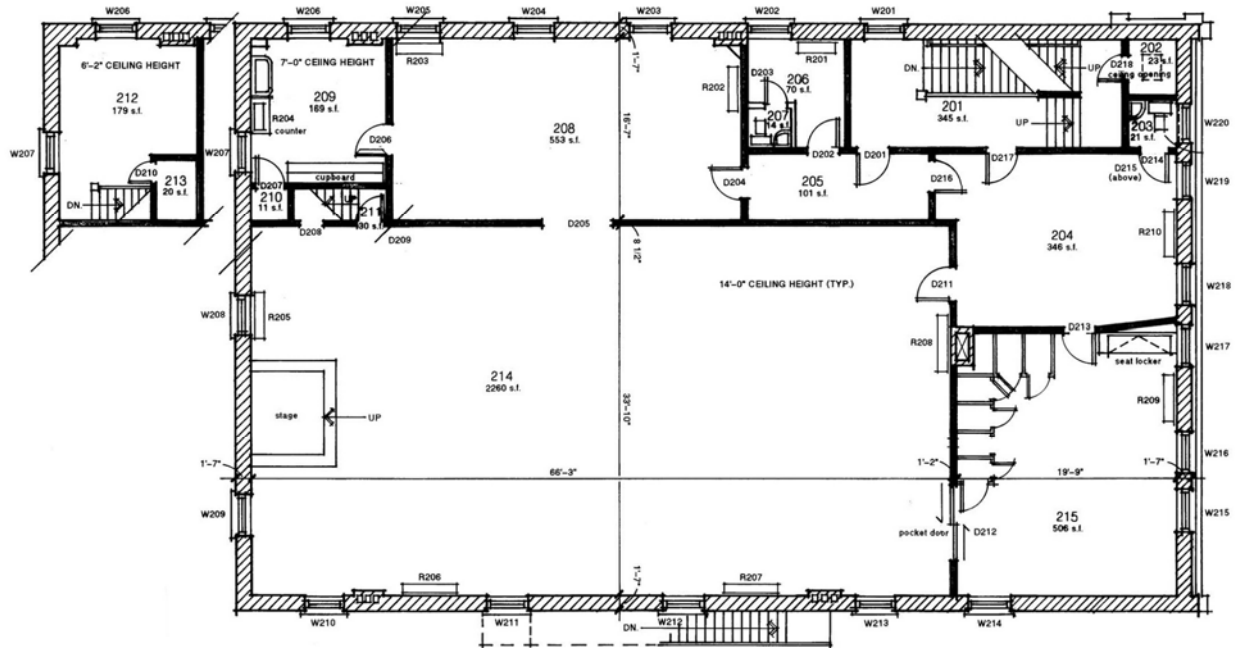 W206
W206
W205
W204
W203
W202
W201
6'-2" CEILING HEIGHT
7'-0" CEIING HEIGHT
1'-7"
R203
R201
202
23 s.f.
D218
ceiling opening
212
179 s.f.
209
169 s.f.
R202
D203
206
70 s.f.
DN.
UP
R204
counter
208
553 s.f.
16'-7"
207
14 s.f.
201
345 s.f.
UP
203
21 s.f.
W220
W207
W207
D206
D210
213
20 s.f.
cupboard
D202
D201
D217
D215
(above)
D214
D207
D204
205
101 s.f.
D216
W219
DN.
210
11 s.f.
UP
211
30 s.f.
D208
D209
D205
8 1/2"
204
346 s.f.
R210
14'-0" CEILING HEIGHT (TYP.)
D211
W218
W208
R205
D213
R208
W217
seat locker
214
2260 s.f.
R209
stage
UP
33'-10"
1'-7"
66'-3"
1'-2"
19'-9"
1'-7"
W216
W209
215
506 s.f.
W215
pocket door
D212
R206
1'-7"
R207
W210
W211
W212
W213
W214
DN.